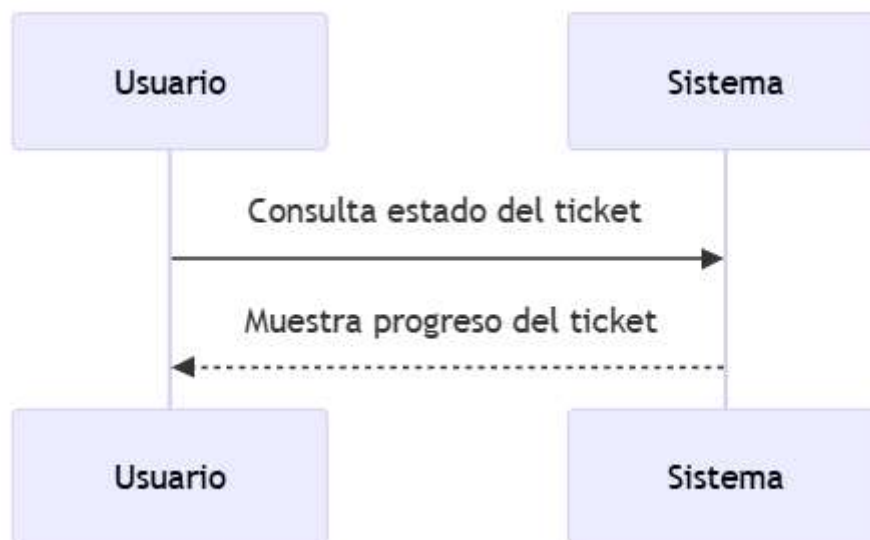 Usuario
Sistema
Consulta estado del ticket
Muestra progreso del ticket
Usuario
Sistema